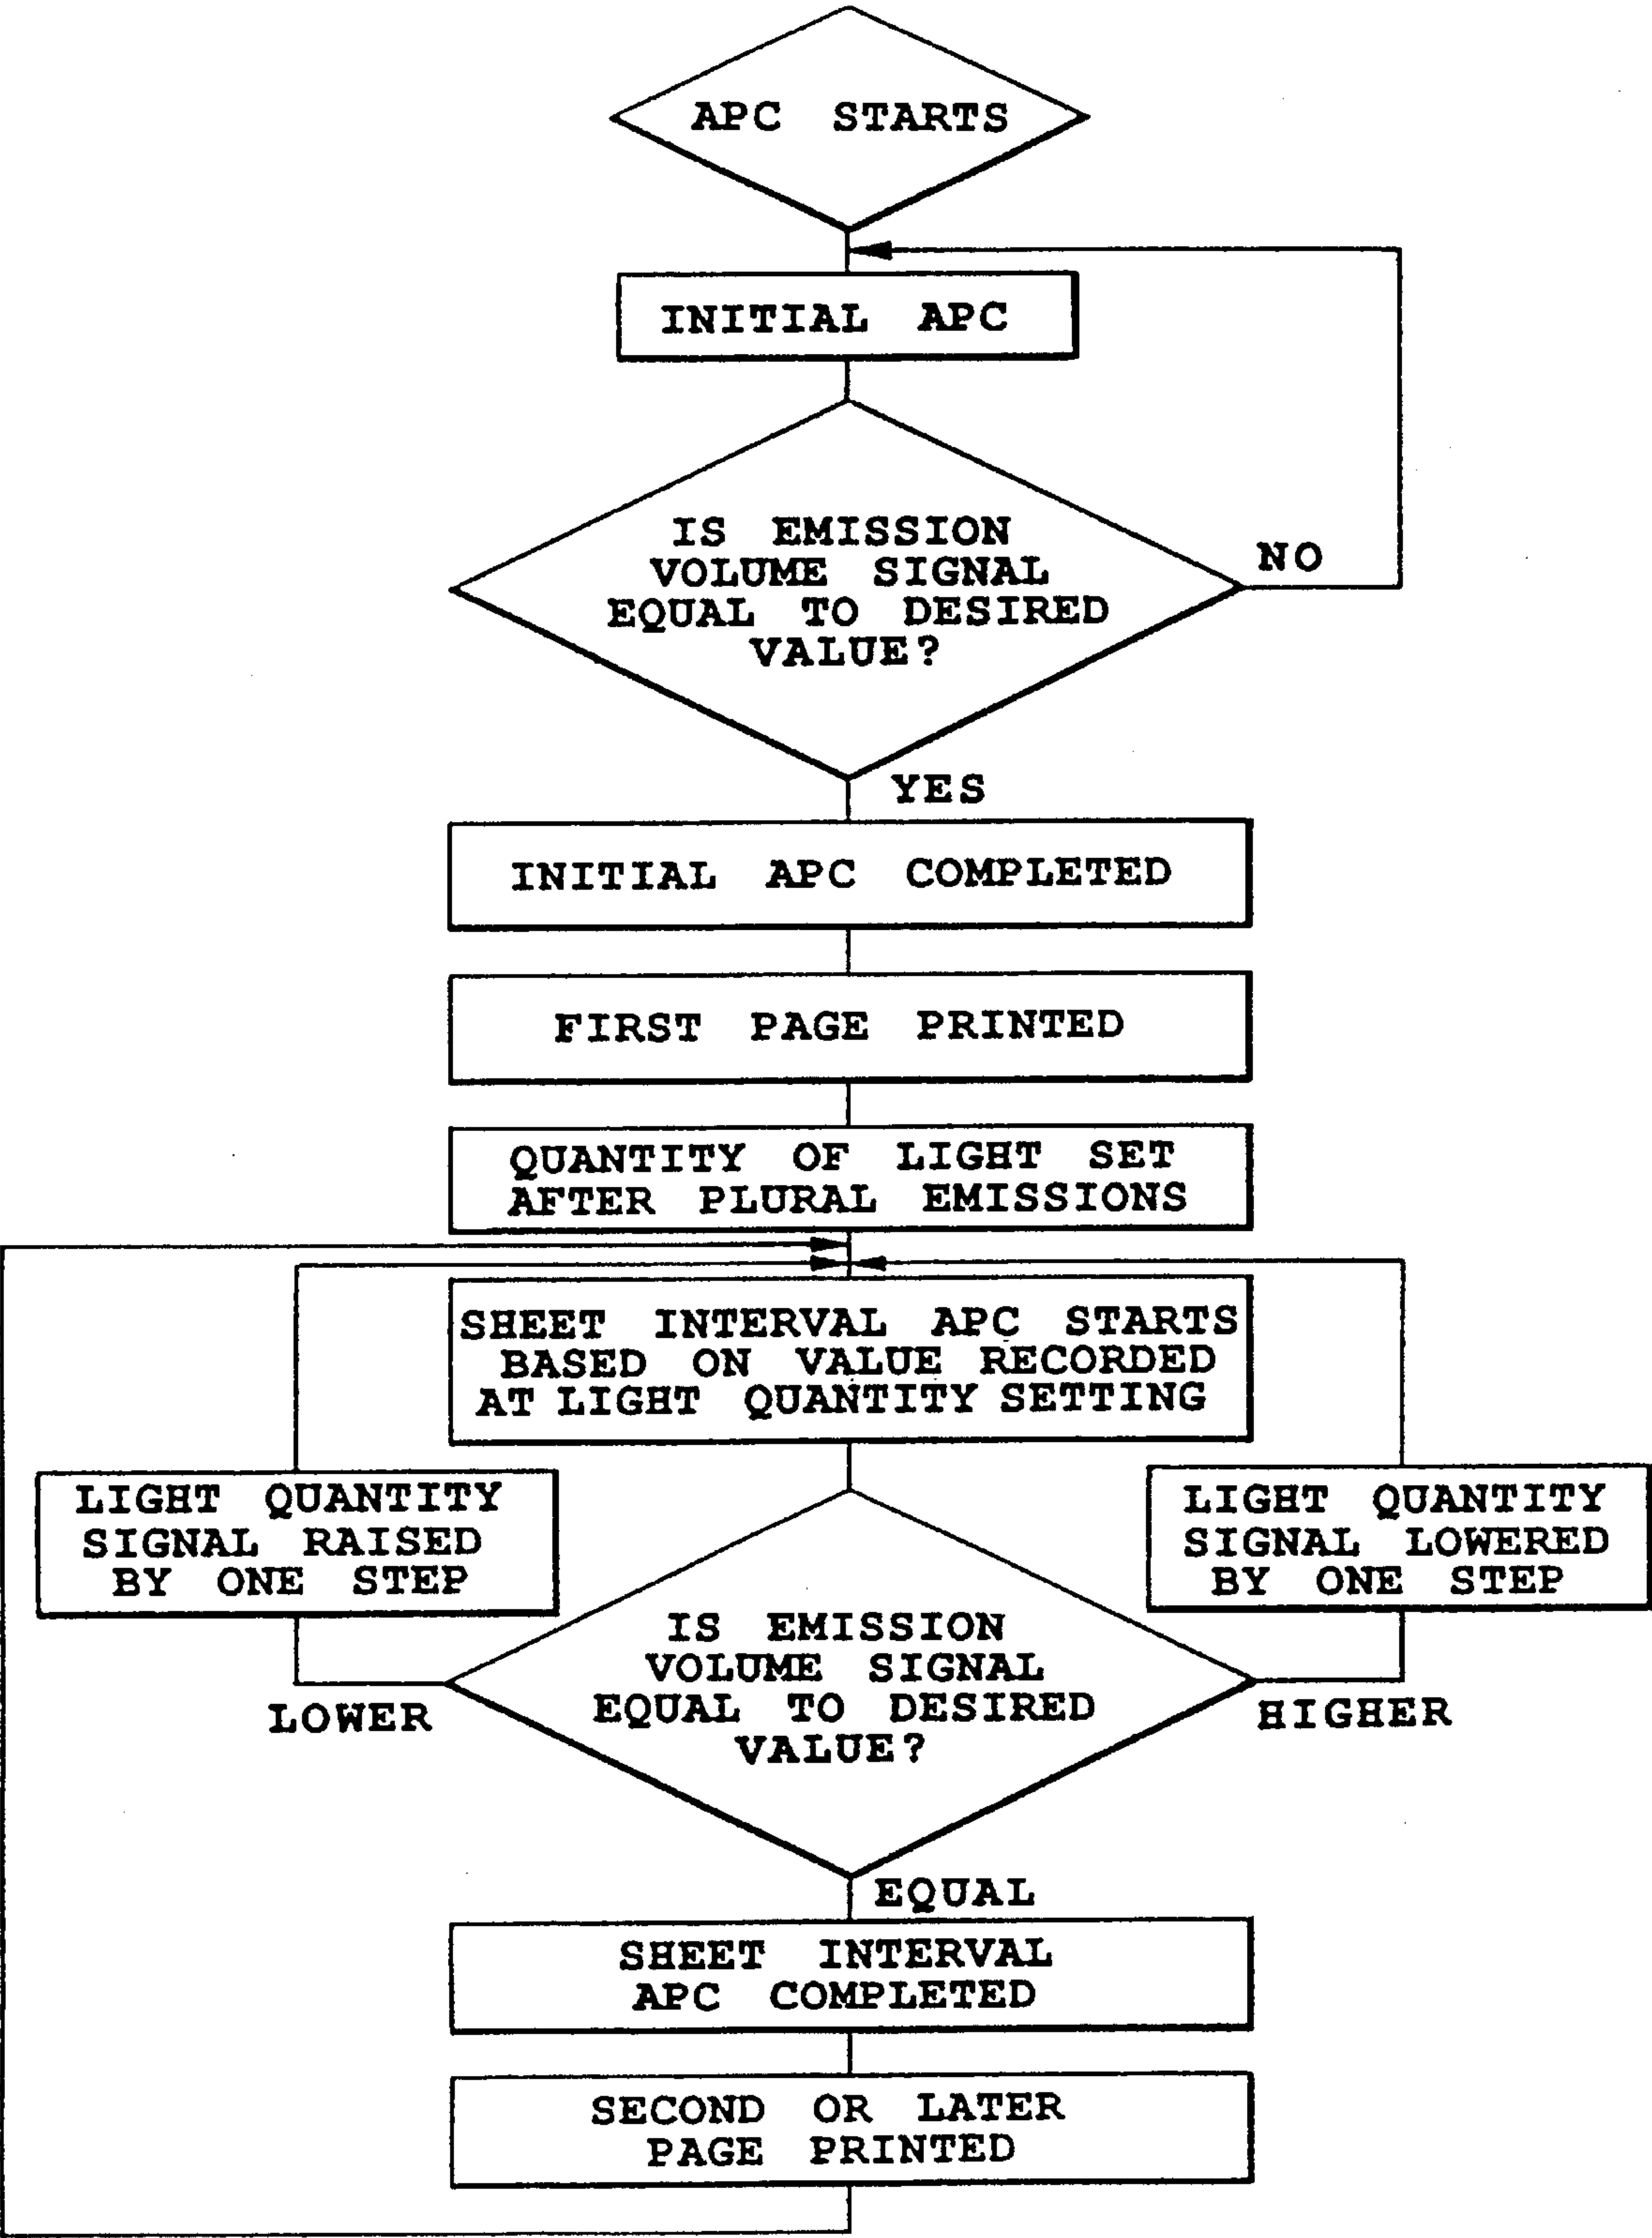 APC STARTS
INITIAL APC
IS EMISSION
VOLUME SIGNAL
EQUAL TO DESIRED
VALUE?
NO
YES
INITIAL APC COMPLETED
FIRST PAGE PRINTED
QUANTITY OF LIGHT SET
AFTER PLURAL EMISSIONS
SHEET INTERVAL APC STARTS
BASED ON VALUE RECORDED
AT LIGHT QUANTITY SETTING
LIGHT QUANTITY
SIGNAL RAISED
BY ONE STEP
LIGHT QUANTITY
SIGNAL LOWERED
BY ONE STEP
IS EMISSION
VOLUME SIGNAL
EQUAL TO DESIRED
VALUE?
LOWER
HIGHER
EQUAL
SHEET INTERVAL
APC COMPLETED
SECOND OR LATER
PAGE PRINTED